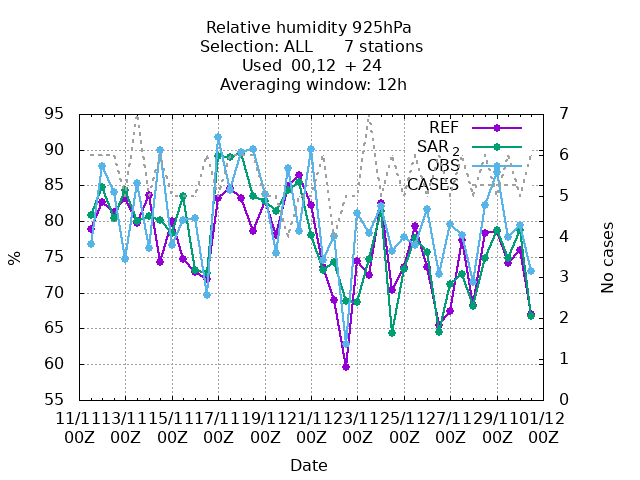 Relative humidity 925hPa
Selection: ALL 7 stations
Used 00,12 + 24
Averaging window: 12h
95 7
REF
SAR 2
90 6
OBS
85 CASES 5
80 4
%
No cases
75 3
70 2
65
60 1
55 0
11/11 13/11 15/11 17/11 19/11 21/11 23/11 25/11 27/11 29/11 01/12
00Z 00Z 00Z 00Z 00Z 00Z 00Z 00Z 00Z 00Z 00Z
Date